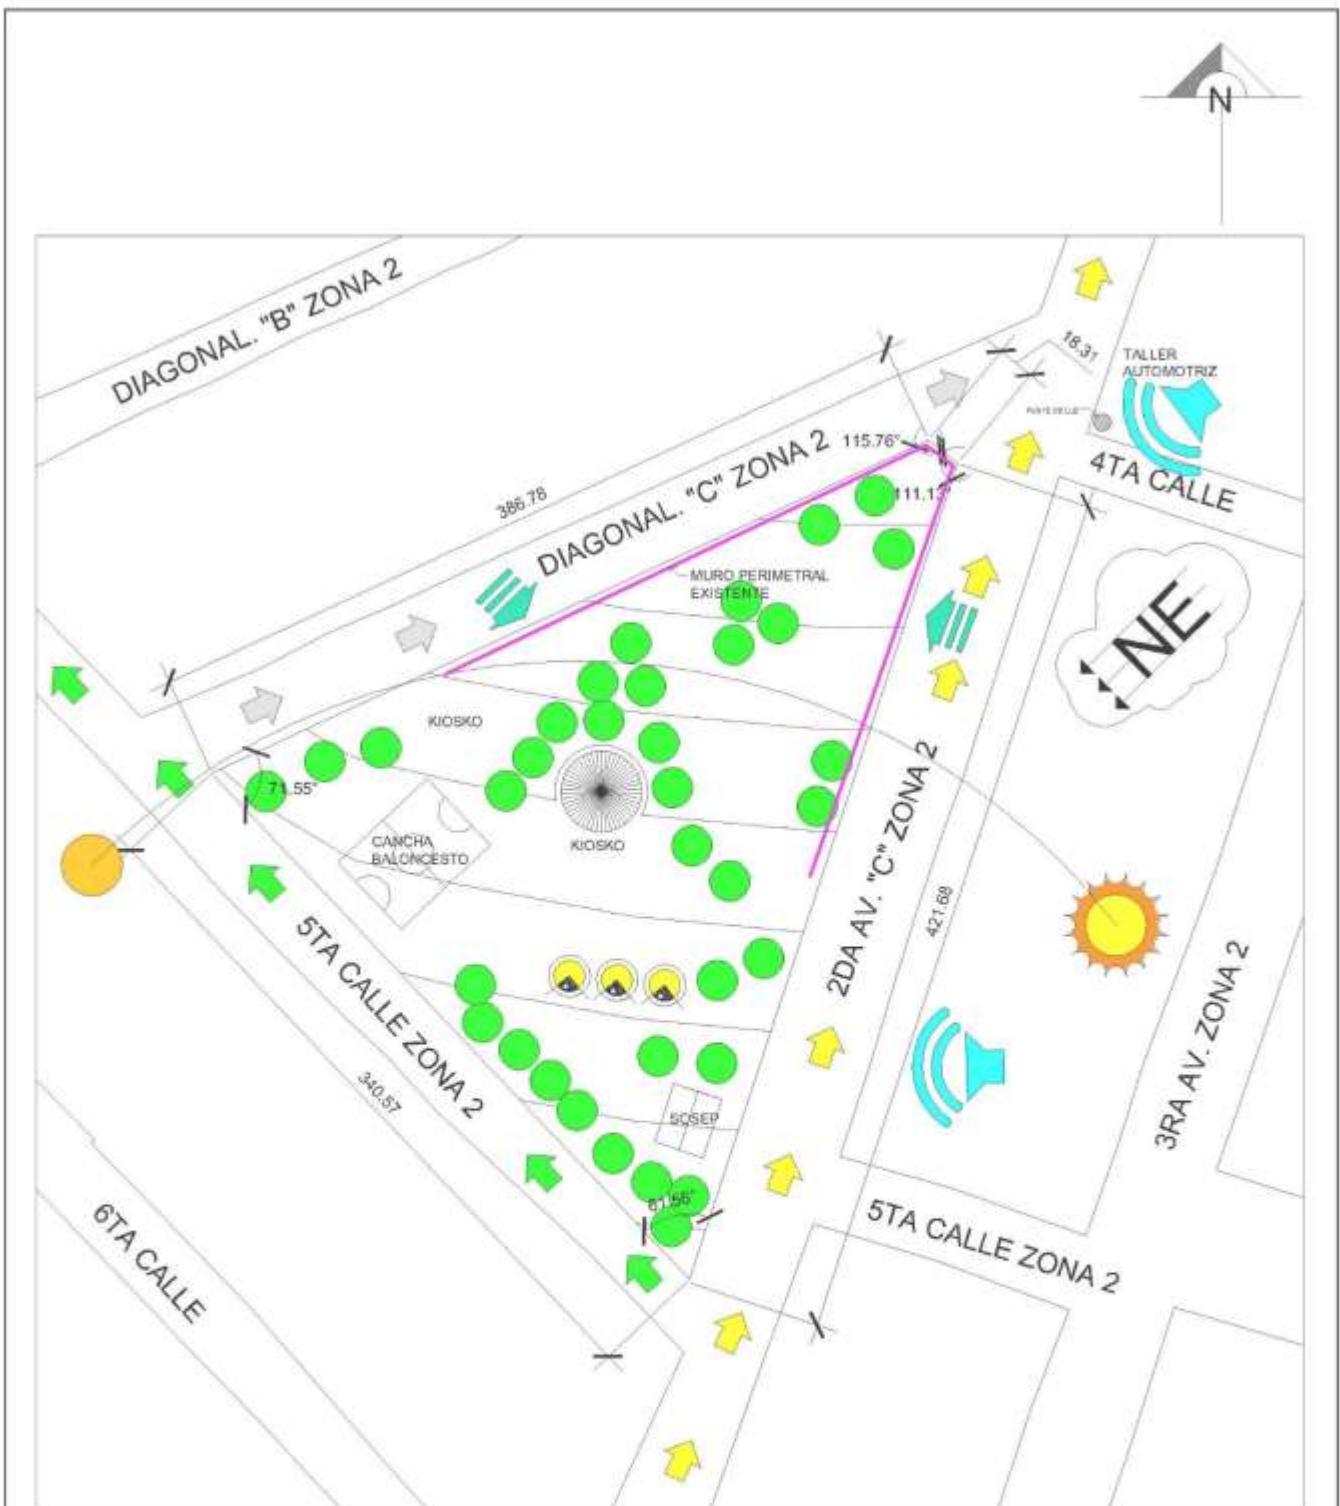 N
DIAGONAL. "B" ZONA 2
18.31
TALLER
AUTOMOTRIZ
115.76°
4TA CALLE
386.78
DIAGONAL. "C" ZONA 2
111.13°
MURO PERIMETRAL
EXISTENTE
NE
KIOSKO
71.55°
CANCHA
BALONCESTO
KIOSKO
2DA AV. "C" ZONA 2
421.68
5TA CALLE ZONA 2
3RA AV. ZONA 2
340.57
SOSEP
61.56°
6TA CALLE
5TA CALLE ZONA 2